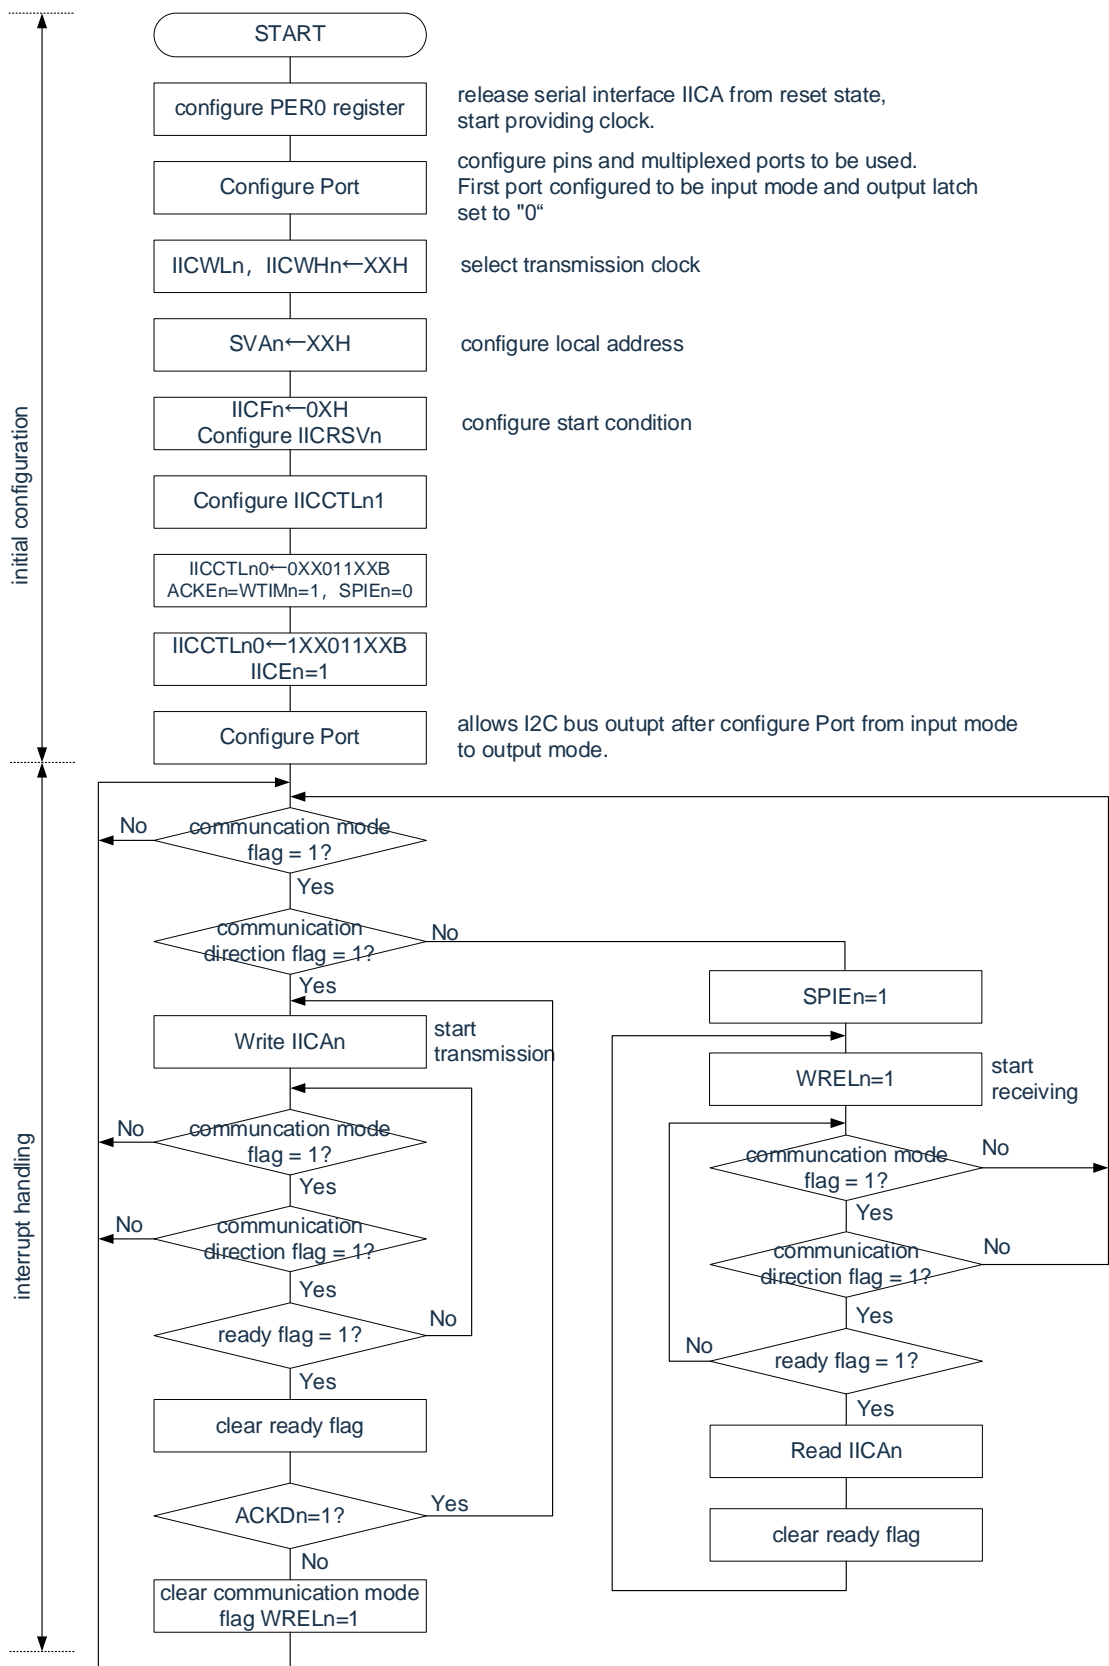 START
configure PER0 register
release serial interface IICA from reset state,
start providing clock.
Configure Port
configure pins and multiplexed ports to be used.
First port configured to be input mode and output latch
set to "0“
IICWLn, IICWHn←XXH
select transmission clock
SVAn←XXH
configure local address
IICFn←0XH
Configure IICRSVn
configure start condition
Configure IICCTLn1
IICCTLn0←0XX011XXB
ACKEn=WTIMn=1, SPIEn=0
IICCTLn0←1XX011XXB
IICEn=1
Configure Port
allows I2C bus outupt after configure Port from input mode
to output mode.
initial configuration
communcation mode
flag = 1?
No
Yes
communication
direction flag = 1?
No
Yes
Write IICAn
start
transmission
communcation mode
flag = 1?
No
Yes
communication
direction flag = 1?
No
Yes
ready flag = 1?
No
Yes
clear ready flag
ACKDn=1?
Yes
No
clear communication mode
flag WRELn=1
SPIEn=1
WRELn=1
start
receiving
communcation mode
flag = 1?
No
Yes
communication
direction flag = 1?
No
Yes
ready flag = 1?
No
Yes
Read IICAn
clear ready flag
interrupt handling